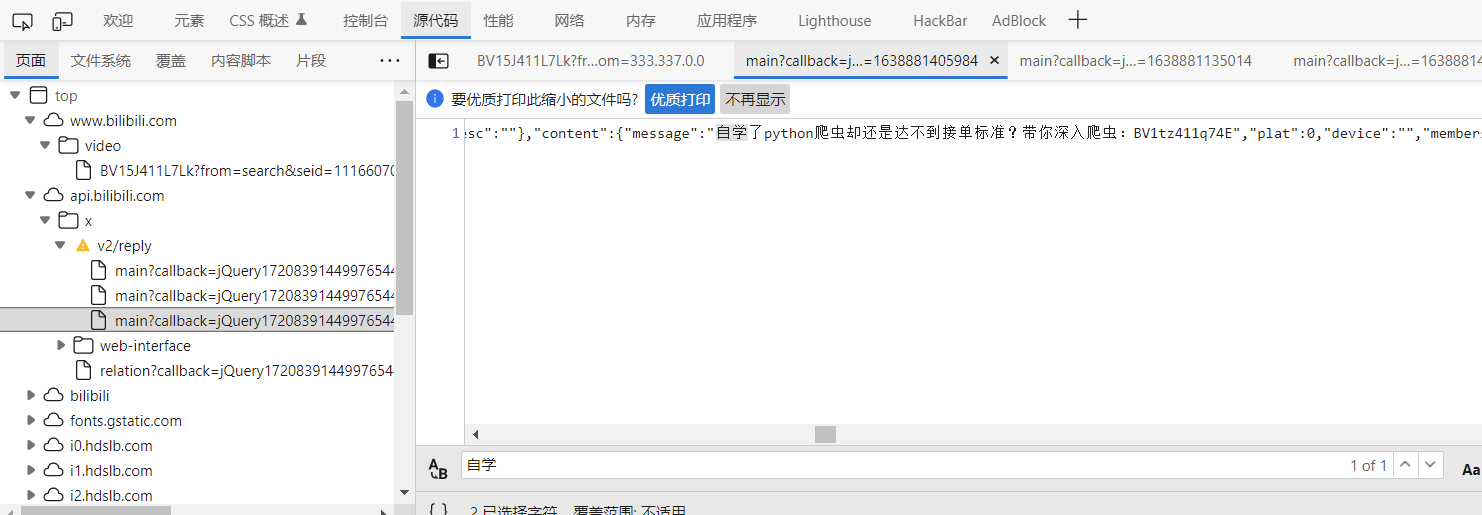 欢迎 元素 CSS 概述 控制台 源代码 性能 网络 内存 应用程序 Lighthouse HackBar AdBlock
页面 文件系统 覆盖 内容脚本 片段 ···
BV15J411L7Lk?fr...om=333.337.0.0 main?callback=j...=1638881405984 × main?callback=j...=1638881135014 main?callback=j...=16388814
top
www.bilibili.com
video
BV15J411L7Lk?from=search&seid=11166070
api.bilibili.com
x
v2/reply
main?callback=jQuery1720839144997654
main?callback=jQuery1720839144997654
main?callback=jQuery1720839144997654
web-interface
relation?callback=jQuery1720839144997654
bilibili
fonts.gstatic.com
i0.hdslb.com
i1.hdslb.com
i2.hdslb.com
要优质打印此缩小的文件吗? 优质打印 不再显示
1 esc":""},"content":{"message":"自学了python爬虫却还是达不到接单标准？带你深入爬虫：BV1tz411q74E","plat":0,"device":"","members
自学 1 of 1 Aa
{ } 2 已选择字符 覆盖范围: 不适用